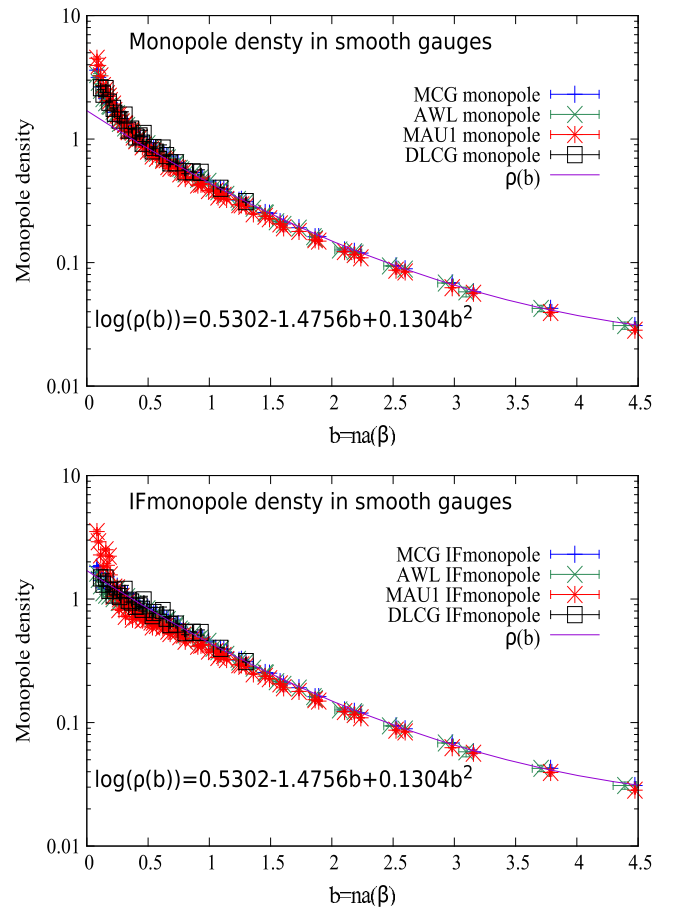 Monopole densty in smooth gauges
10
1
0.1
0.01
Monopole density
MCG monopole
AWL monopole
MAU1 monopole
DLCG monopole
ρ(b)
log(ρ(b))=0.5302-1.4756b+0.1304b²
0 0.5 1 1.5 2 2.5 3 3.5 4 4.5
b=na(β)
IFmonopole densty in smooth gauges
10
1
0.1
0.01
Monopole density
MCG IFmonopole
AWL IFmonopole
MAU1 IFmonopole
DLCG IFmonopole
ρ(b)
log(ρ(b))=0.5302-1.4756b+0.1304b²
0 0.5 1 1.5 2 2.5 3 3.5 4 4.5
b=na(β)